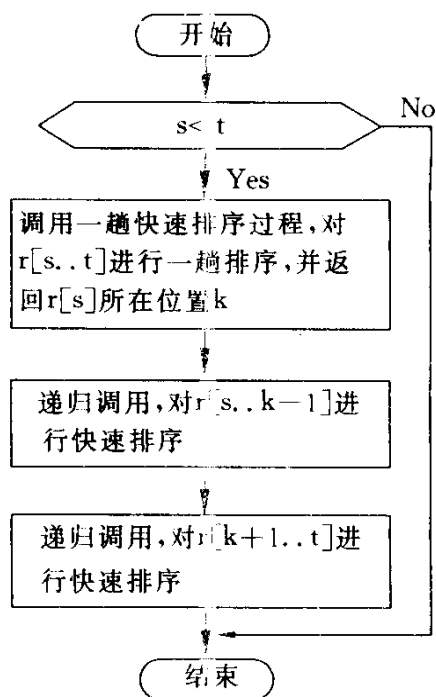 开始
s< t
No
Yes
调用一趟快速排序过程,对
r[s..t]进行一趟排序,并返
回r[s]所在位置k
递归调用,对r[s..k-1]进
行快速排序
递归调用,对r[k+1..t]进
行快速排序
结束